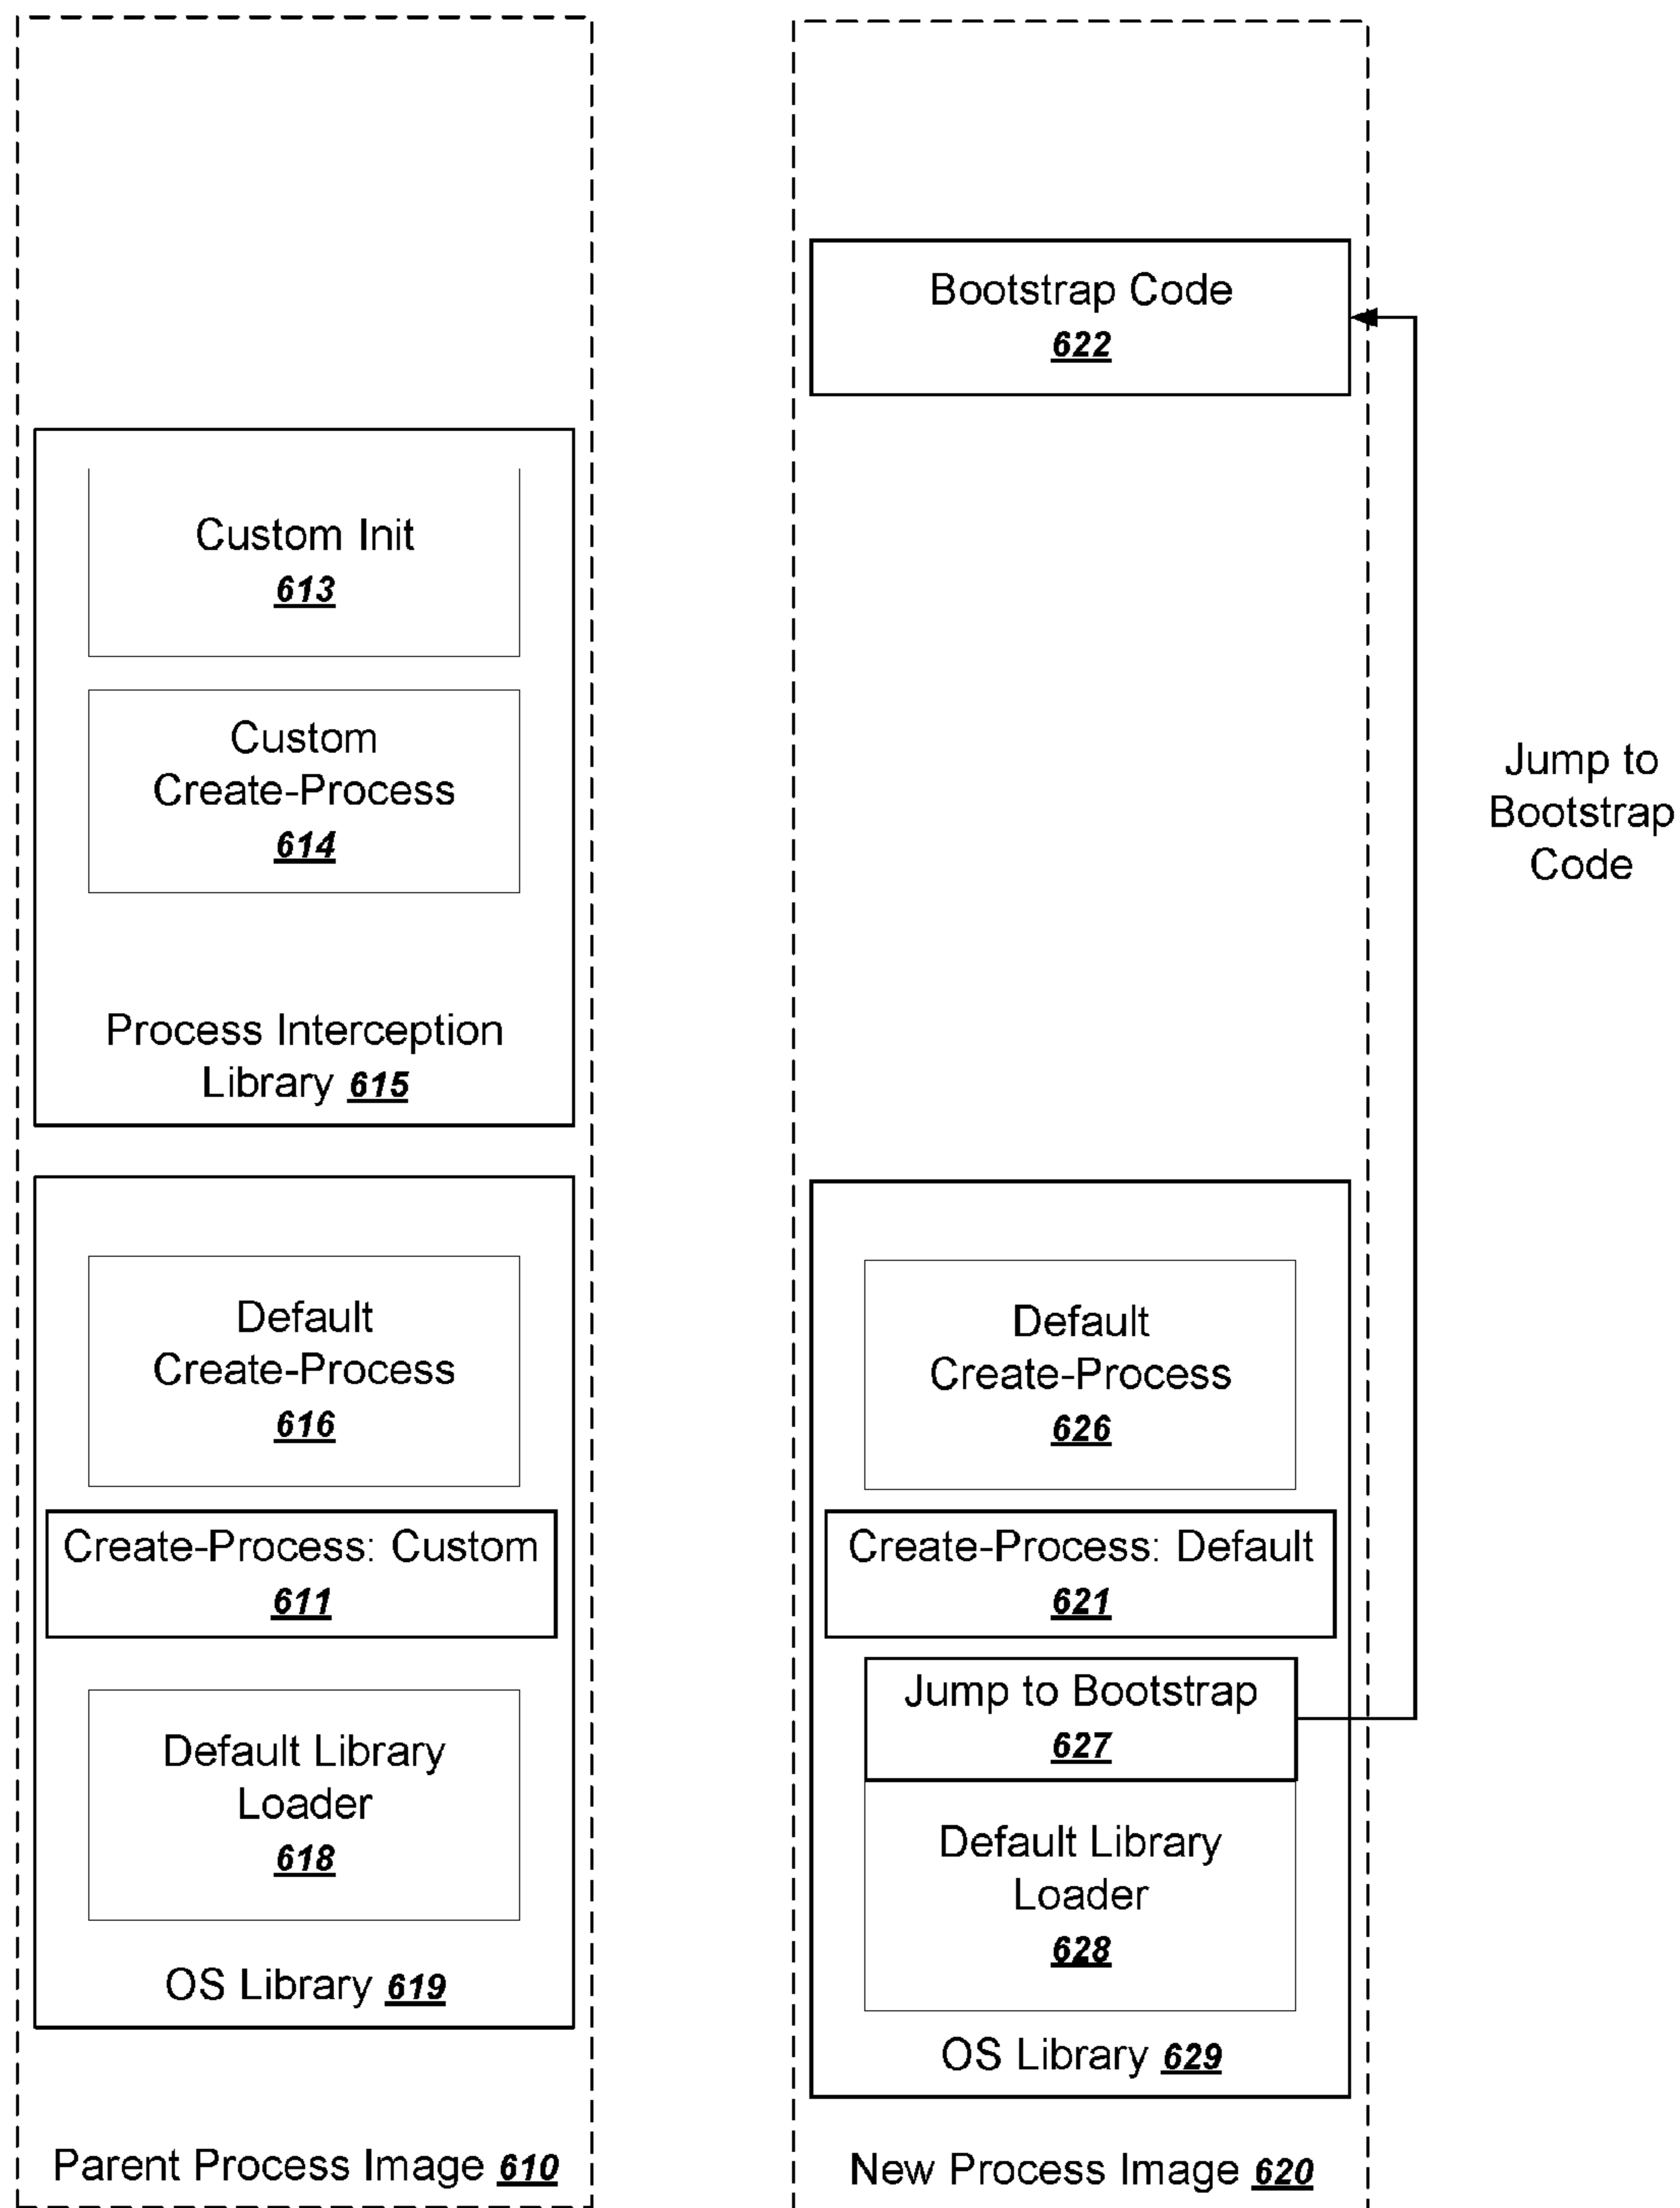 Custom Init
613
Custom
Create-Process
614
Process Interception
Library 615
Default
Create-Process
616
Create-Process: Custom
611
Default Library
Loader
618
OS Library 619
Parent Process Image 610
Bootstrap Code
622
Default
Create-Process
626
Create-Process: Default
621
Jump to Bootstrap
627
Default Library
Loader
628
OS Library 629
New Process Image 620
Jump to
Bootstrap
Code